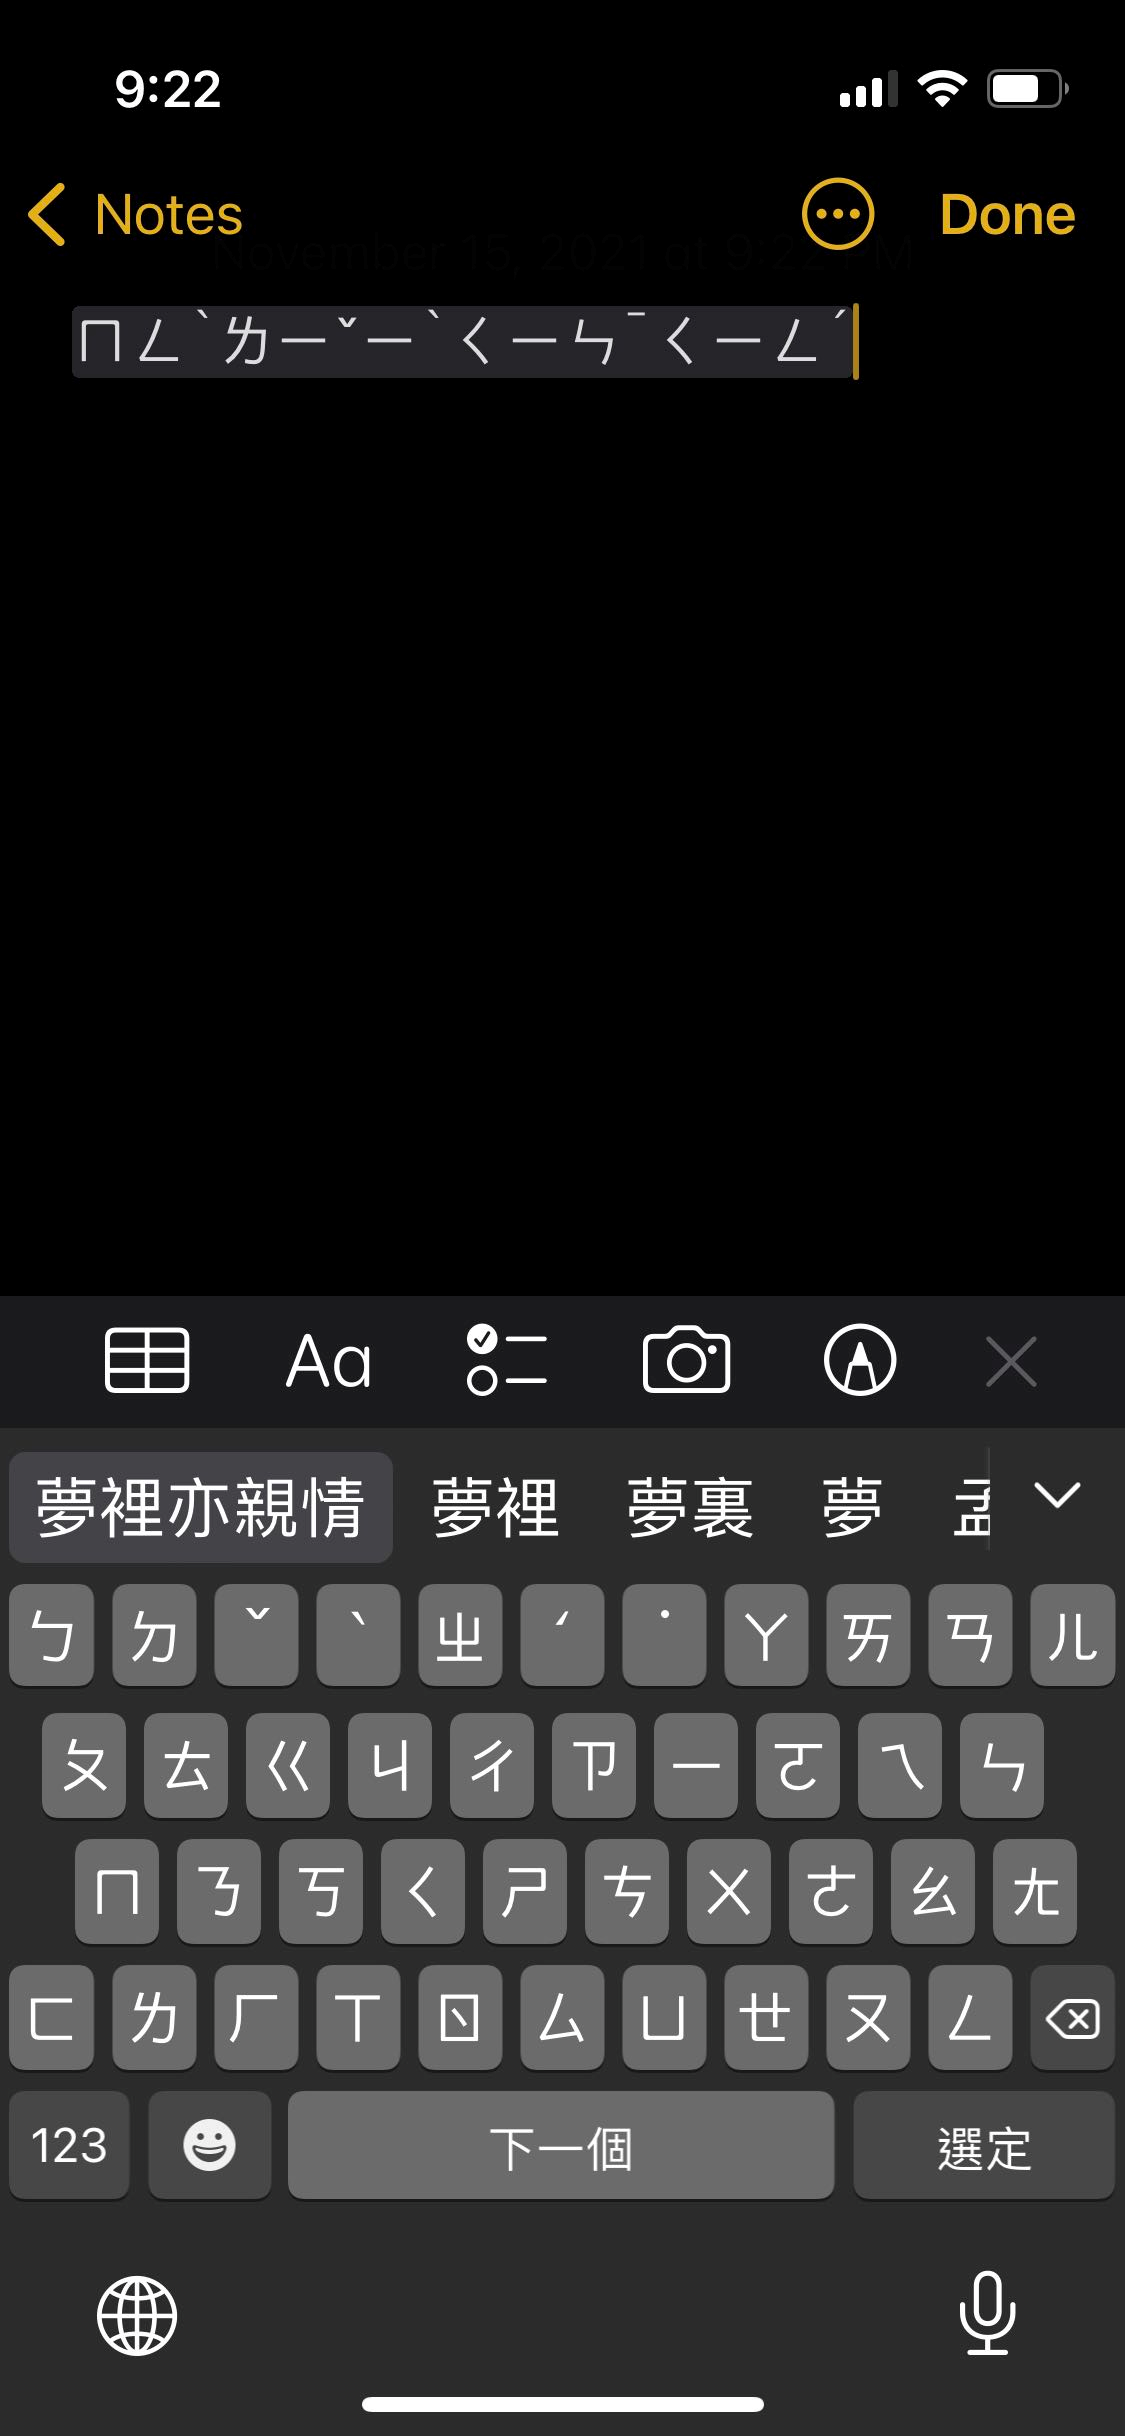 9:22
Notes
Done
November 15, 2021 at 9:22 PM
ㄇㄥˋㄌㄧˇㄧˋㄑㄧㄣˉㄑㄧㄥˊ
Aa
夢裡亦親情 夢裡 夢裏 夢
ㄅ ㄉ ˇ ˋ ㄓ ˊ ˙ ㄚ ㄞ ㄢ ㄦ
ㄆ ㄊ ㄍ ㄐ ㄔ ㄗ ㄧ ㄛ ㄟ ㄣ
ㄇ ㄋ ㄎ ㄑ ㄕ ㄘ ㄨ ㄜ ㄠ ㄤ
ㄈ ㄌ ㄏ ㄒ ㄖ ㄙ ㄩ ㄝ ㄡ ㄥ
123 下一個 選定